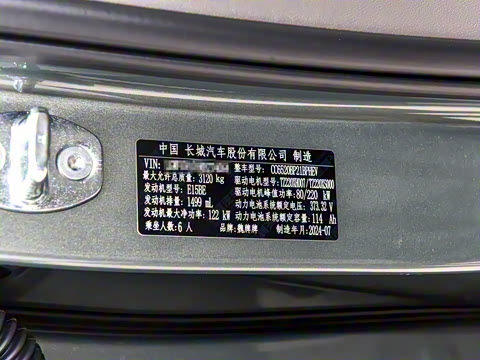 中国 长城汽车股份有限公司 制造
VIN: 整车型号: CC6520BP21BPHEV
最大允许总质量: 3120 kg 驱动电机型号: TZ220XS007/TZ220XS000
发动机型号: E15BE 驱动电机峰值功率: 80/220 kW
发动机排量: 1499 mL 动力电池系统额定电压: 373.32 V
发动机最大净功率: 122 kW 动力电池系统额定容量: 114 Ah
乘坐人数: 6 人 品牌: 魏牌牌 制造年月: 2024-07